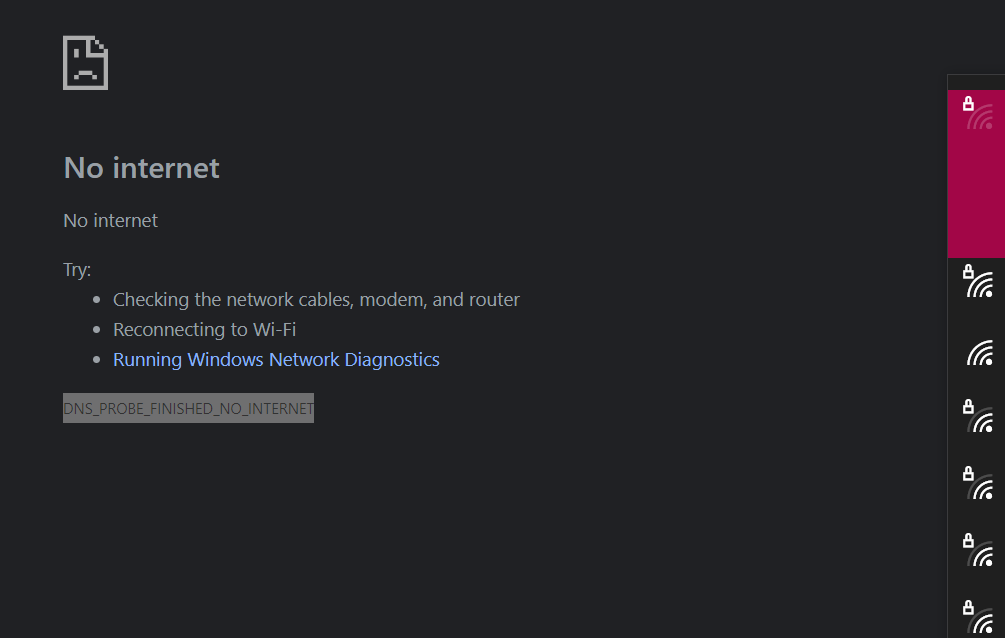 No internet
No internet
Try:
Checking the network cables, modem, and router
Reconnecting to Wi-Fi
Running Windows Network Diagnostics
DNS_PROBE_FINISHED_NO_INTERNET